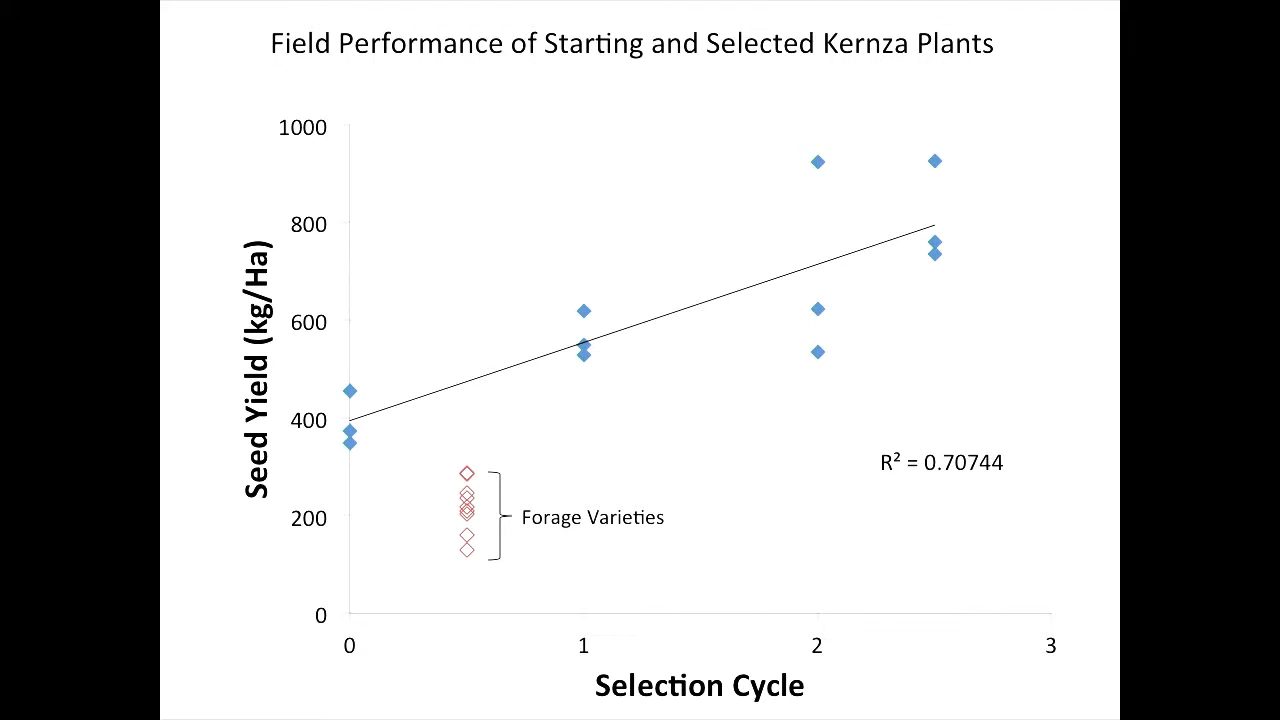 Field Performance of Starting and Selected Kernza Plants
1000
800
600
400
200
0
Seed Yield (kg/Ha)
R² = 0.70744
Forage Varieties
0 1 2 3
Selection Cycle